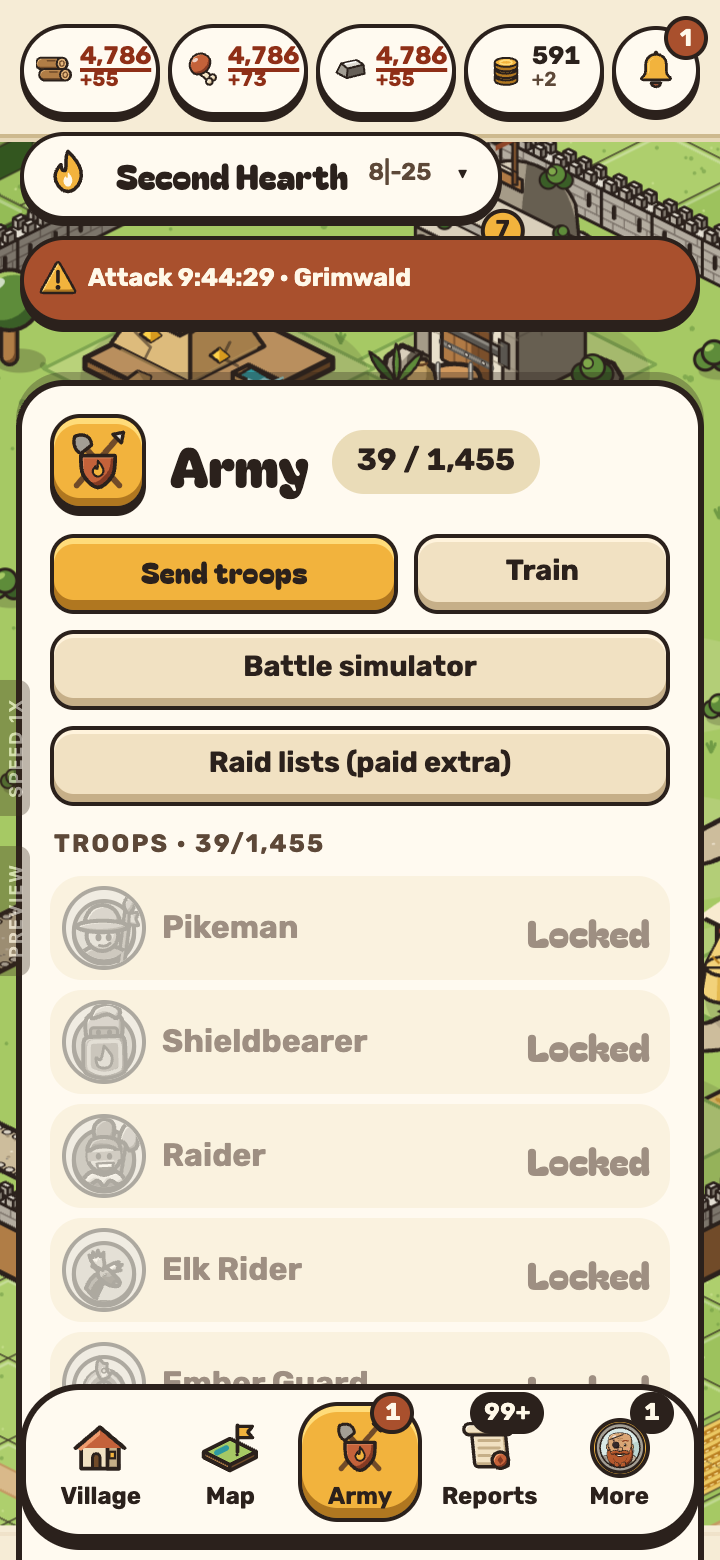 4,786
+55
4,786
+73
4,786
+55
591
+2
1
Second Hearth 8|-25 ▼
7
Attack 9:44:29 • Grimwald
Army 39 / 1,455
Send troops
Train
Battle simulator
Raid lists (paid extra)
SPEED 1X
PREVIEW
TROOPS • 39/1,455
Pikeman Locked
Shieldbearer Locked
Raider Locked
Elk Rider Locked
Ember Guard Locked
1
99+
1
Village
Map
Army
Reports
More